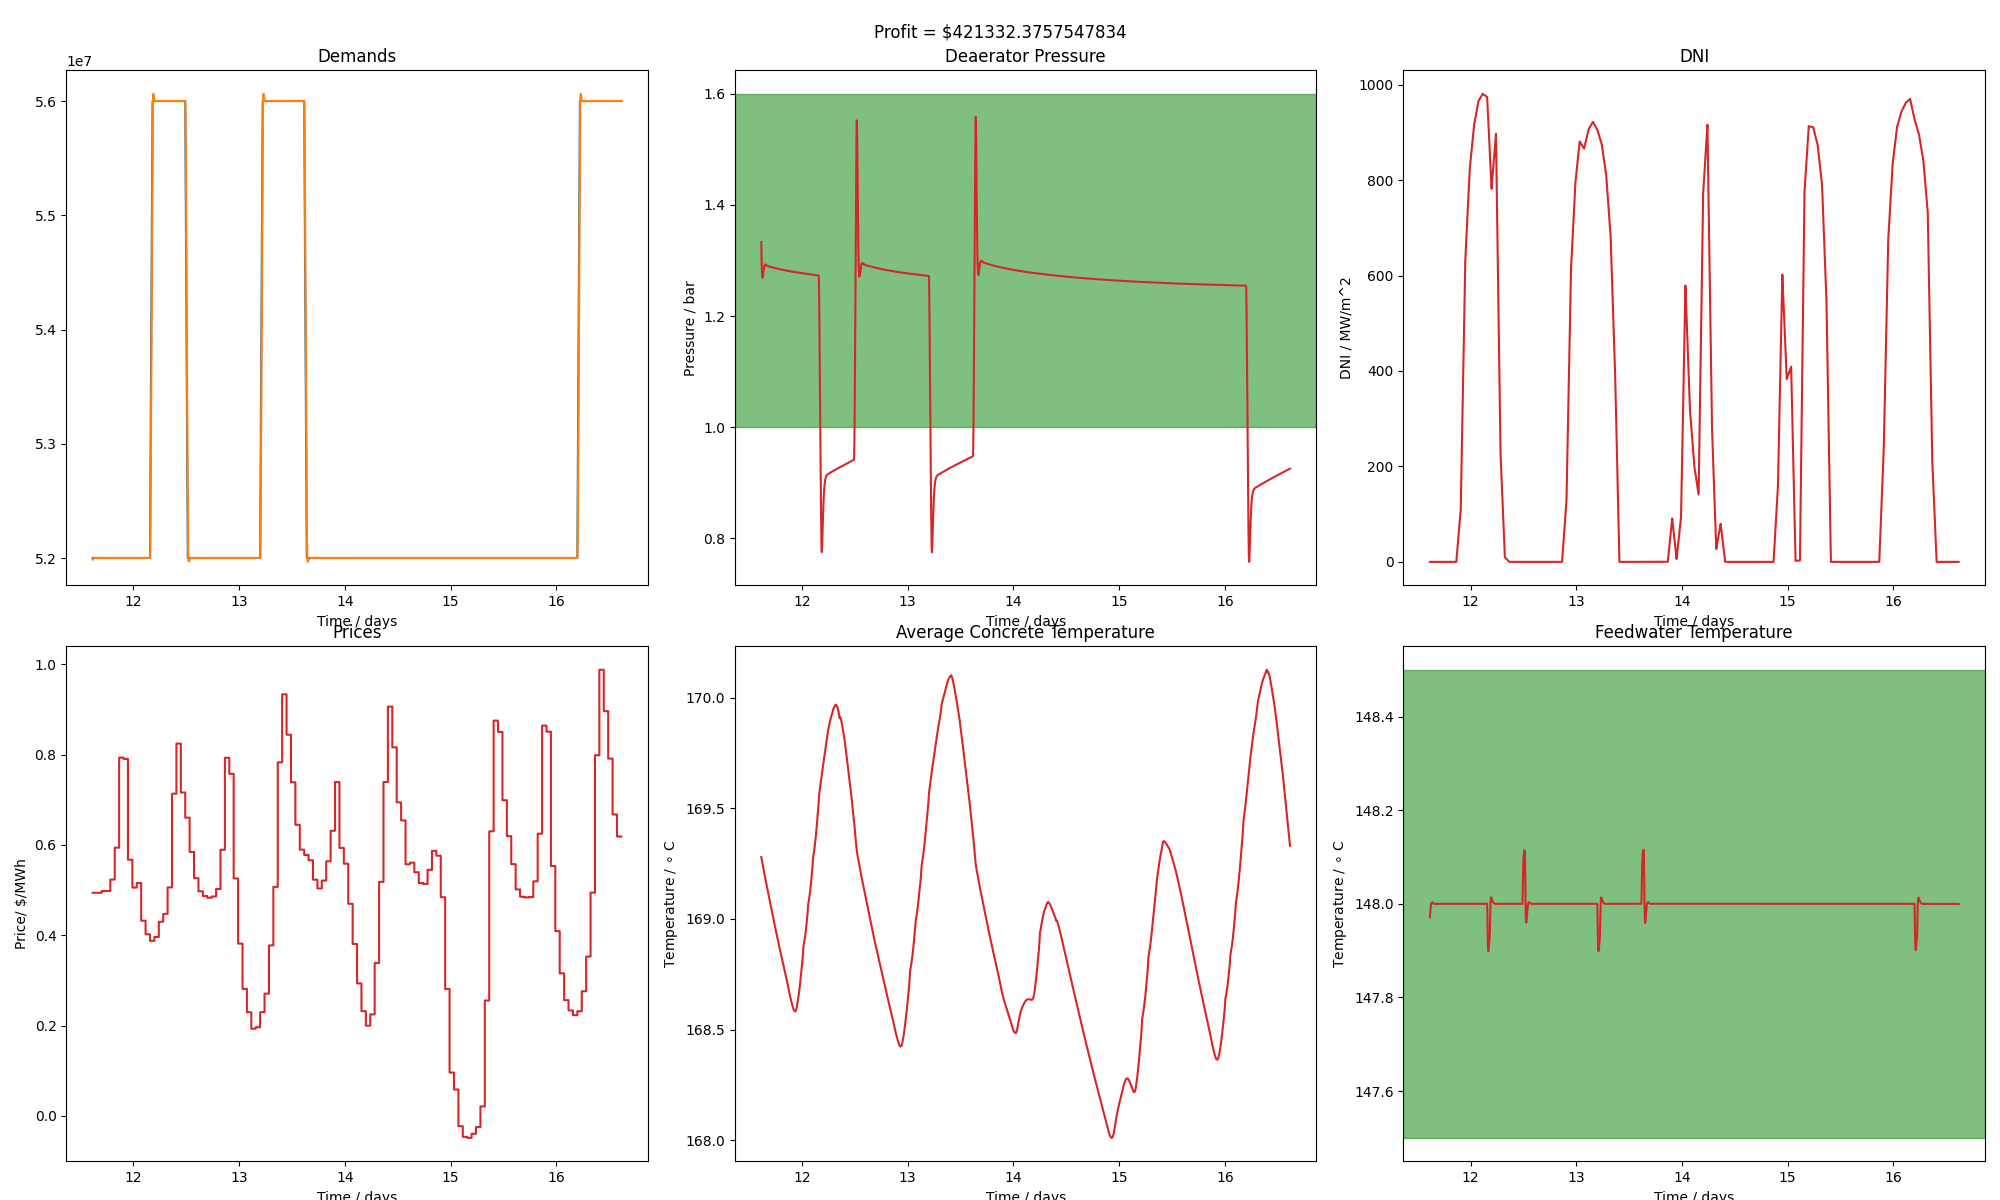 Profit = $421332.3757547834
Demands
1e7
5.6
5.5
5.4
5.3
5.2
12 13 14 15 16
Time / days
Deaerator Pressure
Pressure / bar
1.6
1.4
1.2
1.0
0.8
12 13 14 15 16
Time / days
DNI
DNI / MW/m^2
1000
800
600
400
200
0
12 13 14 15 16
Time / days
Prices
Price/ $/MWh
1.0
0.8
0.6
0.4
0.2
0.0
12 13 14 15 16
Time / days
Average Concrete Temperature
Temperature / ∘ C
170.0
169.5
169.0
168.5
168.0
12 13 14 15 16
Time / days
Feedwater Temperature
Temperature / ∘ C
148.4
148.2
148.0
147.8
147.6
12 13 14 15 16
Time / days